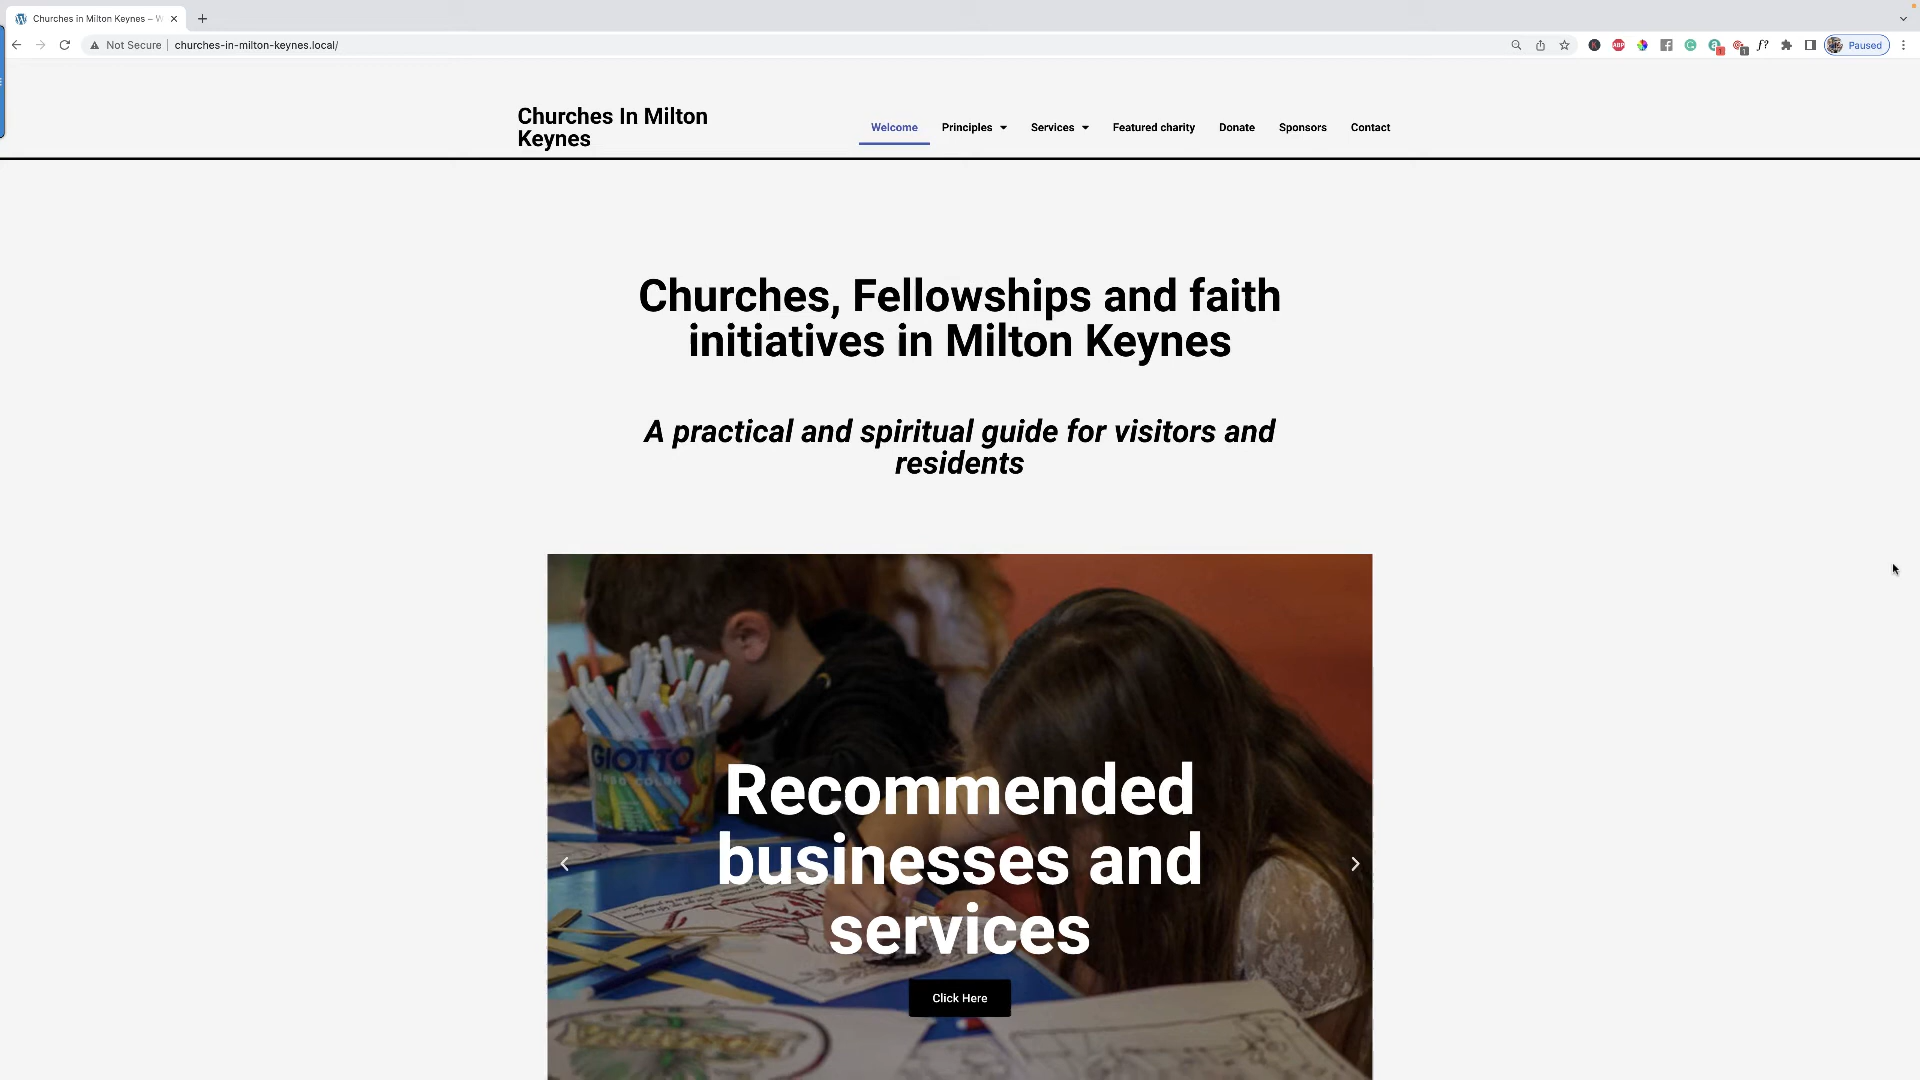 Churches in Milton Keynes – W
Not Secure
churches-in-milton-keynes.local/
ABP
f?
Paused
Churches In Milton
Keynes
Welcome
Principles
Services
Featured charity
Donate
Sponsors
Contact
Churches, Fellowships and faith
initiatives in Milton Keynes
A practical and spiritual guide for visitors and
residents
GIOTTO
Recommended
businesses and
services
Click Here